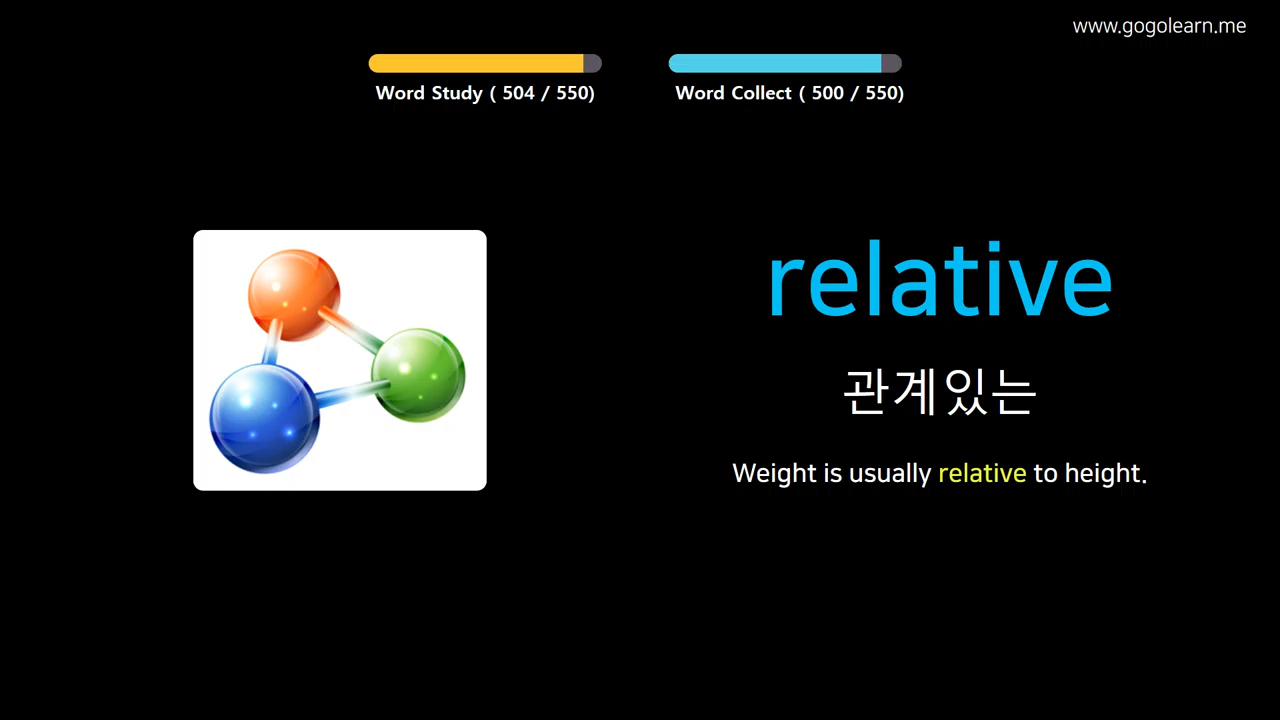 www.gogolearn.me
Word Study ( 504 / 550)
Word Collect ( 500 / 550)
relative
관계있는
Weight is usually relative to height.